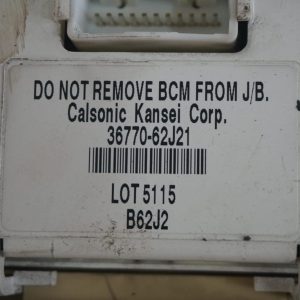 DO NOT REMOVE BCM FROM J/B.
Calsonic Kansei Corp.
36770-62J21
LOT 5115
B62J2